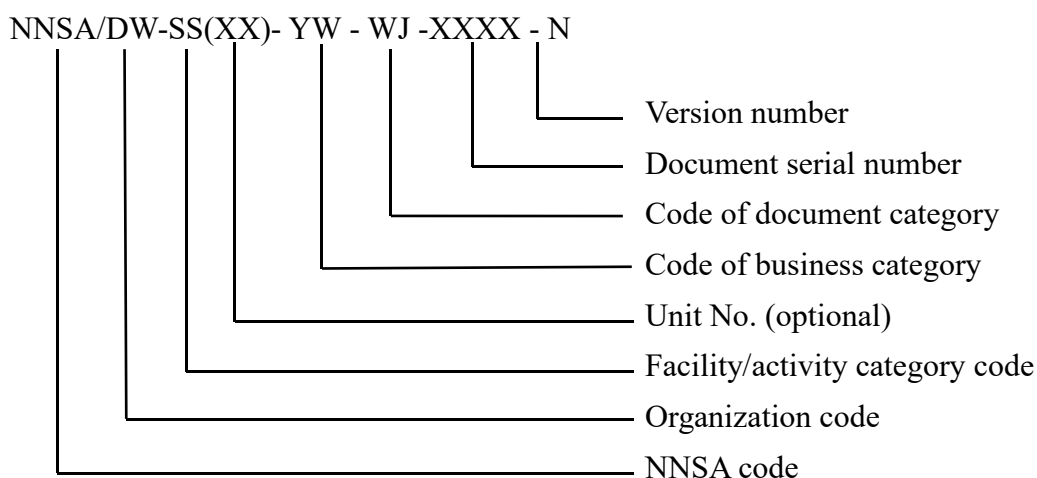 NNSA/DW-SS(XX)- YW - WJ -XXXX - N
Version number
Document serial number
Code of document category
Code of business category
Unit No. (optional)
Facility/activity category code
Organization code
NNSA code